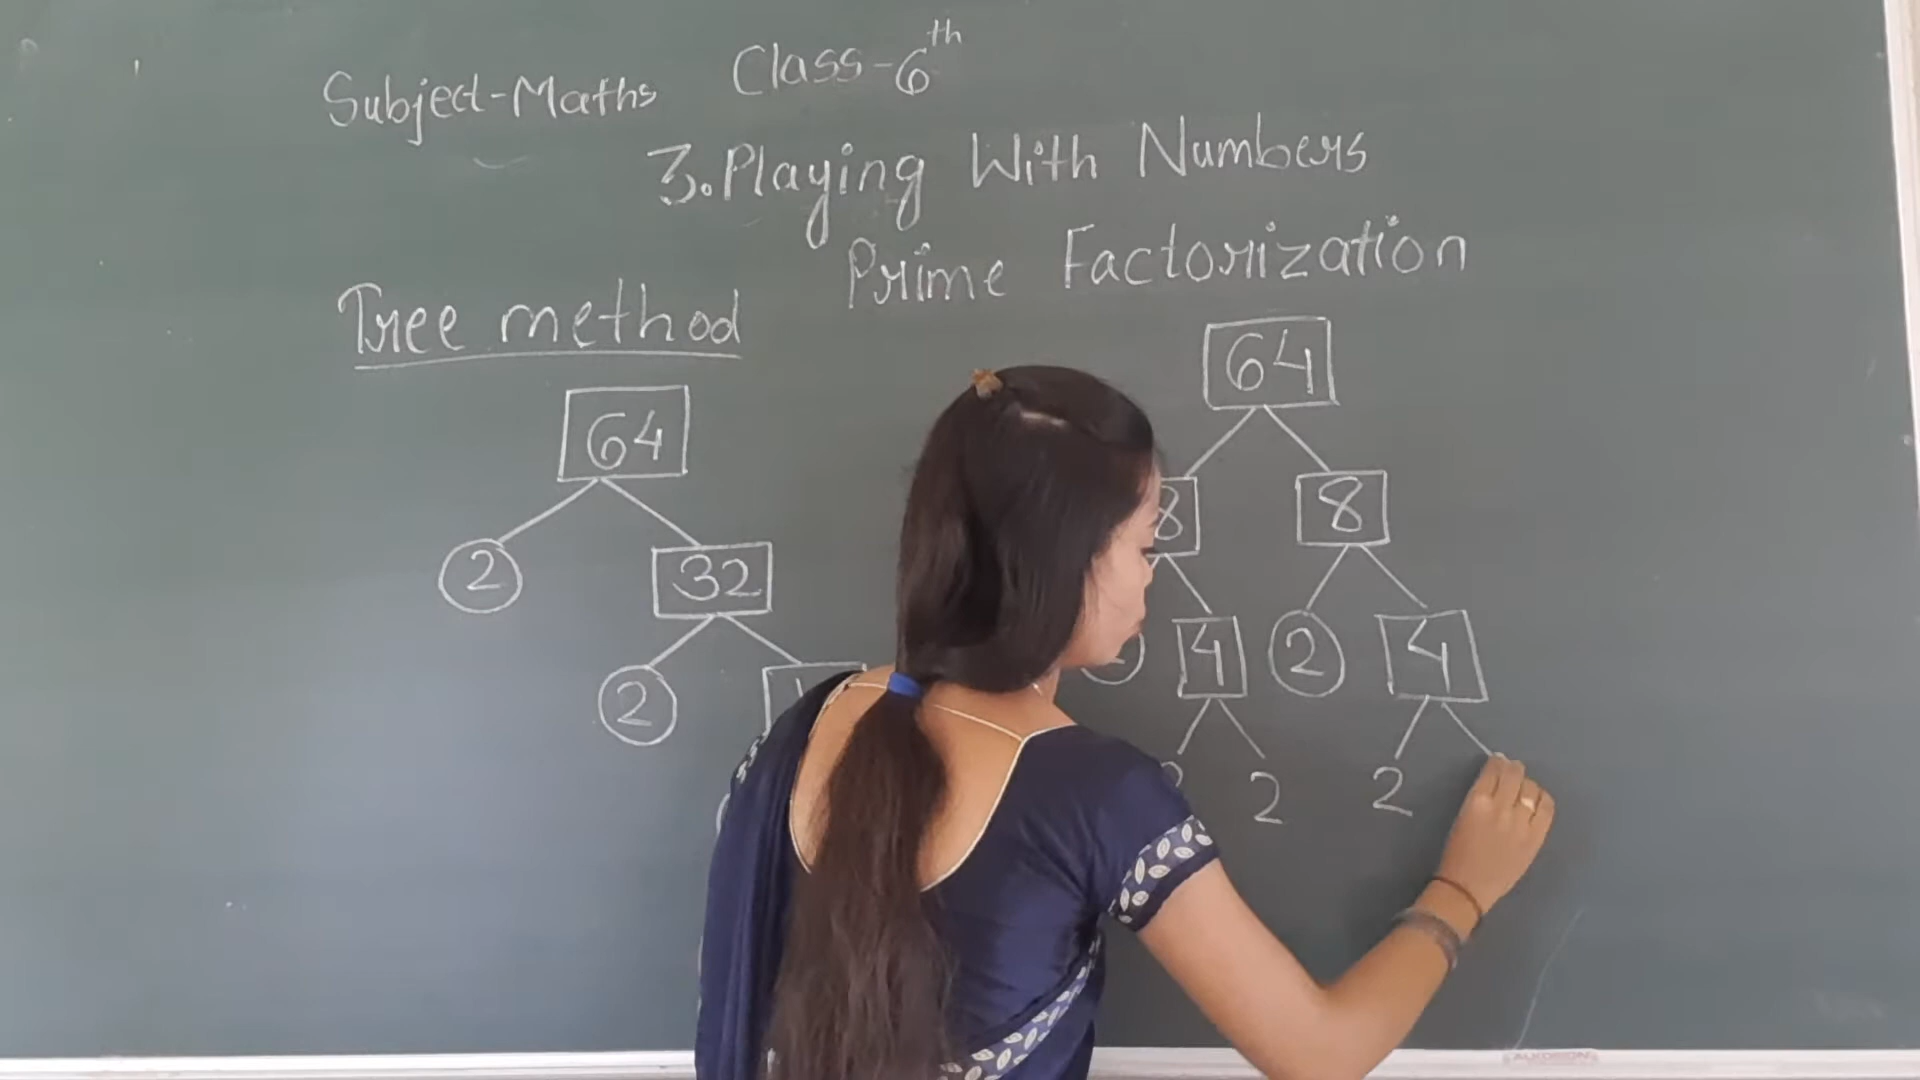 Subject-Maths Class-6th
3. Playing With Numbers
Prime Factorization
Tree method
64
64
8 8
2 32
4 2 4
2
2 2